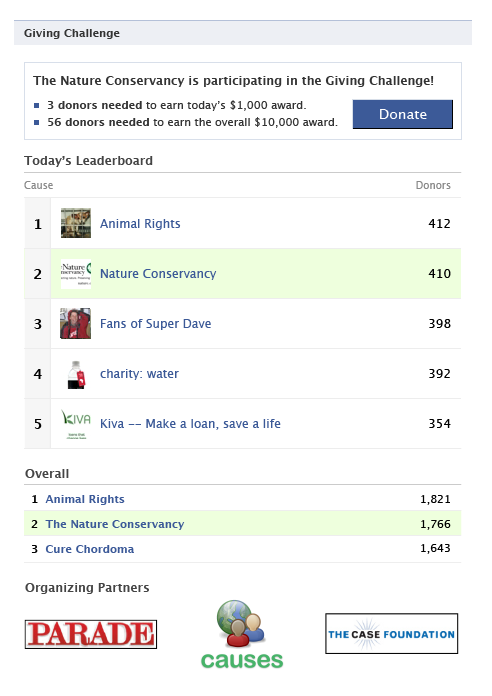 Giving Challenge
The Nature Conservancy is participating in the Giving Challenge!
3 donors needed to earn today's $1,000 award.
56 donors needed to earn the overall $10,000 award.
Donate
Today's Leaderboard
Cause Donors
1 Animal Rights 412
2 Nature Conservancy 410
3 Fans of Super Dave 398
4 charity: water 392
KIVA
5 Kiva -- Make a loan, save a life 354
Overall
1 Animal Rights 1,821
2 The Nature Conservancy 1,766
3 Cure Chordoma 1,643
Organizing Partners
PARADE
causes
THE CASE FOUNDATION